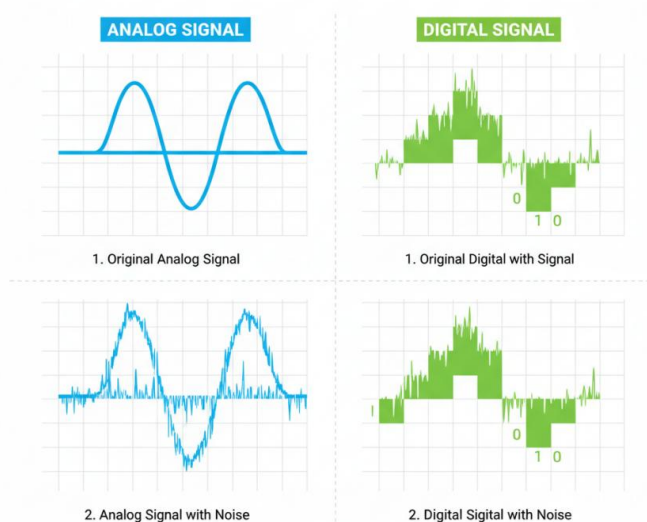 ANALOG SIGNAL
DIGITAL SIGNAL
0
1 0
1. Original Analog Signal
1. Original Digital with Signal
0
1 0
2. Analog Signal with Noise
2. Digital Sigital with Noise